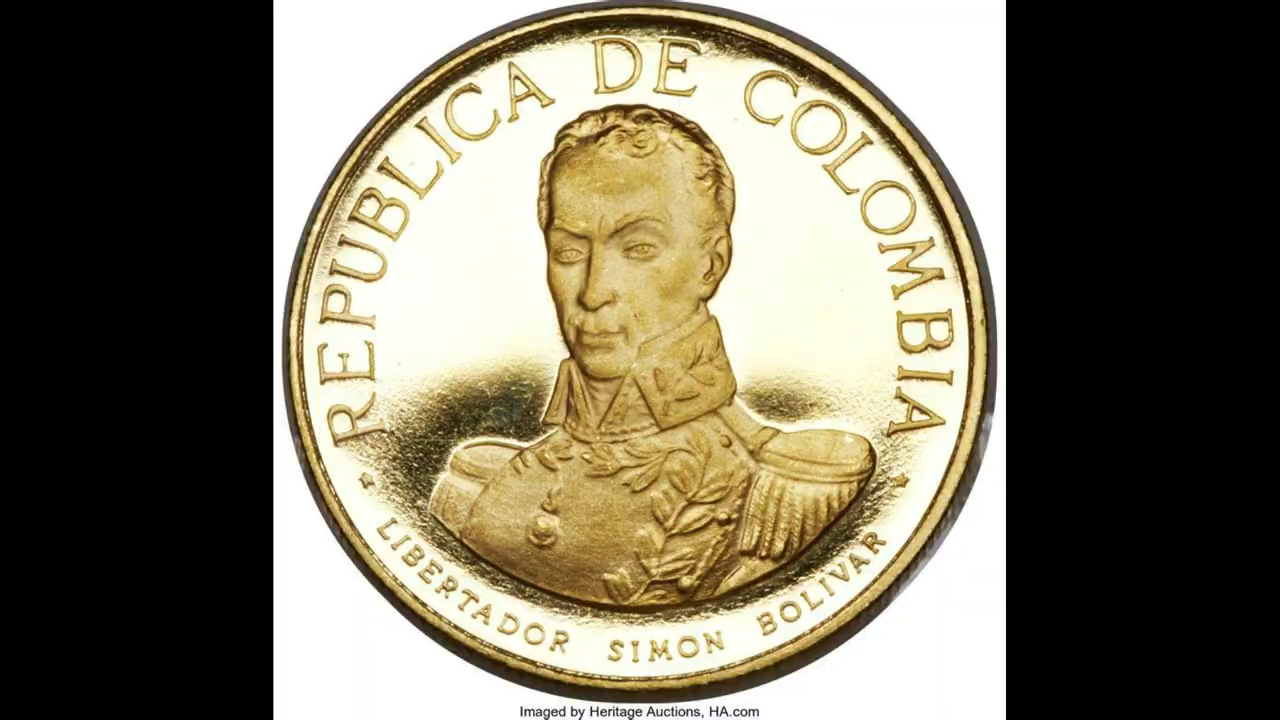 REPUBLICA DE COLOMBIA
LIBERTADOR SIMON BOLIVAR
Imaged by Heritage Auctions, HA.com